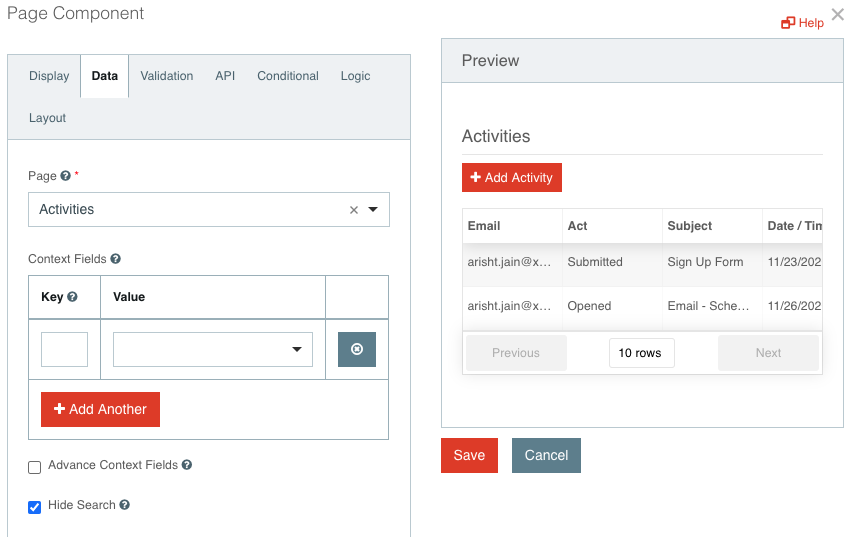 Page Component
Help
Display Data Validation API Conditional Logic
Layout
Page *
Activities
Context Fields
Key Value
Add Another
Advance Context Fields
Hide Search
Preview
Activities
Add Activity
Email Act Subject Date / Tim
arisht.jain@x... Submitted Sign Up Form 11/23/202
arisht.jain@x... Opened Email - Sche... 11/26/202
Previous 10 rows Next
Save Cancel